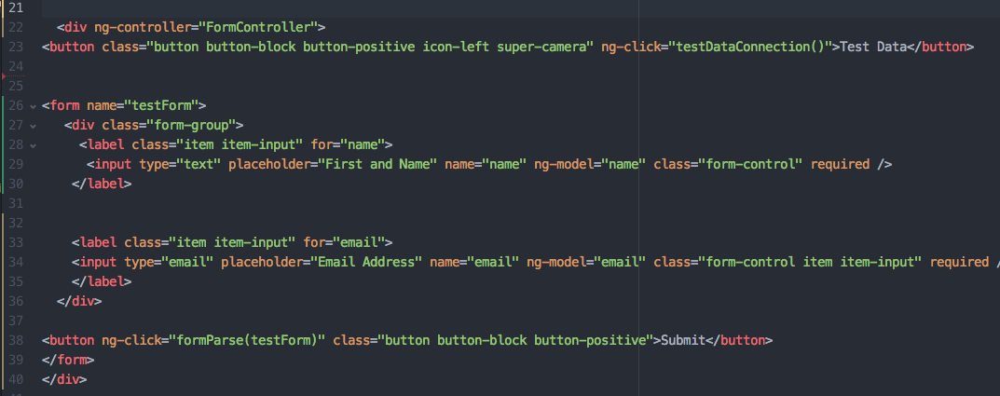 21
22 <div ng-controller="FormController">
23 <button class="button button-block button-positive icon-left super-camera" ng-click="testDataConnection()">Test Data</button>
24
25
26 <form name="testForm">
27 <div class="form-group">
28 <label class="item item-input" for="name">
29 <input type="text" placeholder="First and Name" name="name" ng-model="name" class="form-control" required />
30 </label>
31
32
33 <label class="item item-input" for="email">
34 <input type="email" placeholder="Email Address" name="email" ng-model="email" class="form-control item item-input" required /
35 </label>
36 </div>
37
38 <button ng-click="formParse(testForm)" class="button button-block button-positive">Submit</button>
39 </form>
40 </div>